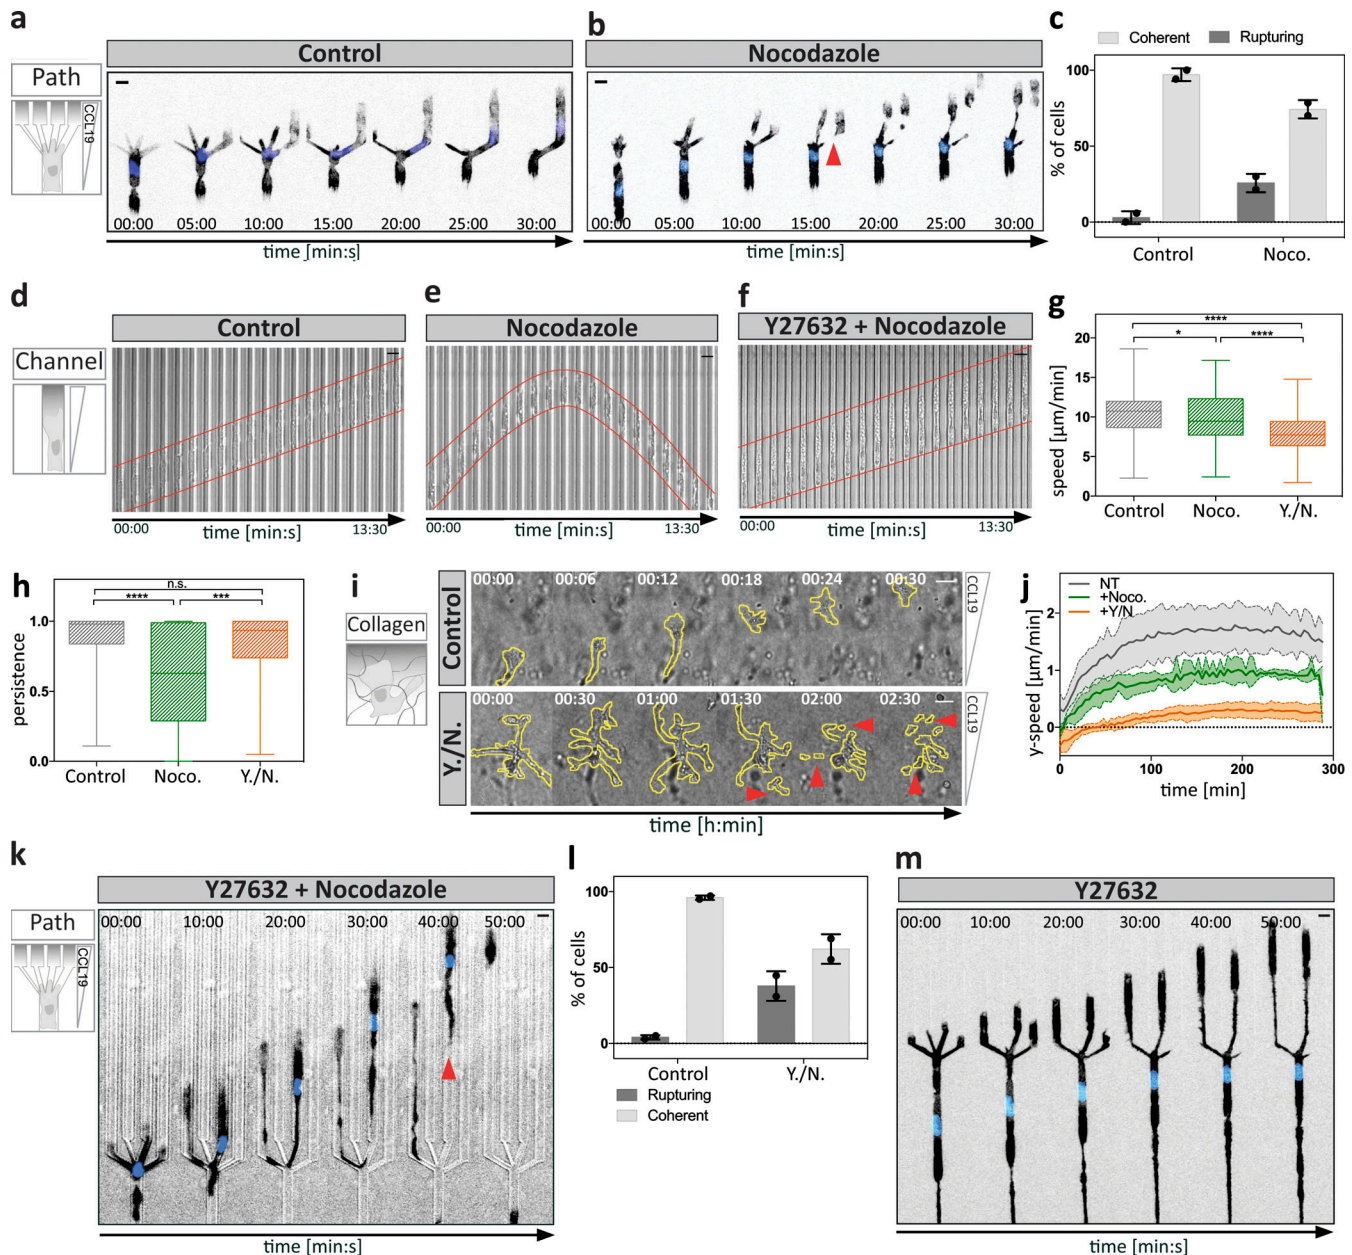 a
Control
Path
CCL19
00:00 05:00 10:00 15:00 20:00 25:00 30:00
time [min:s]
b
Nocodazole
00:00 05:00 10:00 15:00 20:00 25:00 30:00
time [min:s]
c
Coherent Rupturing
% of cells
100
50
0
Control Noco.
d
Control
Channel
00:00 13:30
time [min:s]
e
Nocodazole
00:00 13:30
time [min:s]
f
Y27632 + Nocodazole
00:00 13:30
time [min:s]
g
****
* ****
speed [µm/min]
20
15
10
5
0
Control Noco. Y./N.
h
n.s.
**** ***
persistence
1.0
0.5
0.0
Control Noco. Y./N.
i
Collagen
Control
00:00 00:06 00:12 00:18 00:24 00:30
CCL19
Y./N.
00:00 00:30 01:00 01:30 02:00 02:30
CCL19
time [h:min]
j
NT
+Noco.
+Y/N
y-speed [µm/min]
2
1
0
0 100 200 300
time [min]
k
Y27632 + Nocodazole
Path
CCL19
00:00 10:00 20:00 30:00 40:00 50:00
time [min:s]
l
% of cells
100
50
0
Control Y./N.
Rupturing
Coherent
m
Y27632
00:00 10:00 20:00 30:00 40:00 50:00
time [min:s]